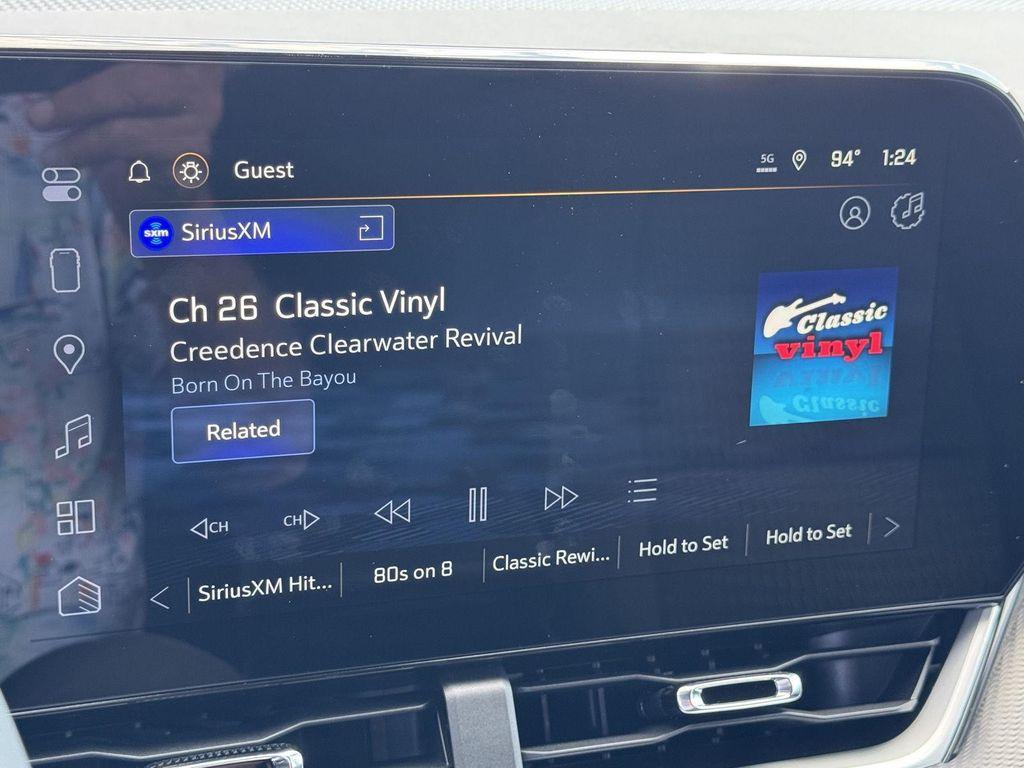 Guest
5G
94° 1:24
sxm SiriusXM
Ch 26 Classic Vinyl
Creedence Clearwater Revival
Born On The Bayou
Related
Classic
vinyl
CH
CH
SiriusXM Hit...
80s on 8
Classic Rewi...
Hold to Set
Hold to Set